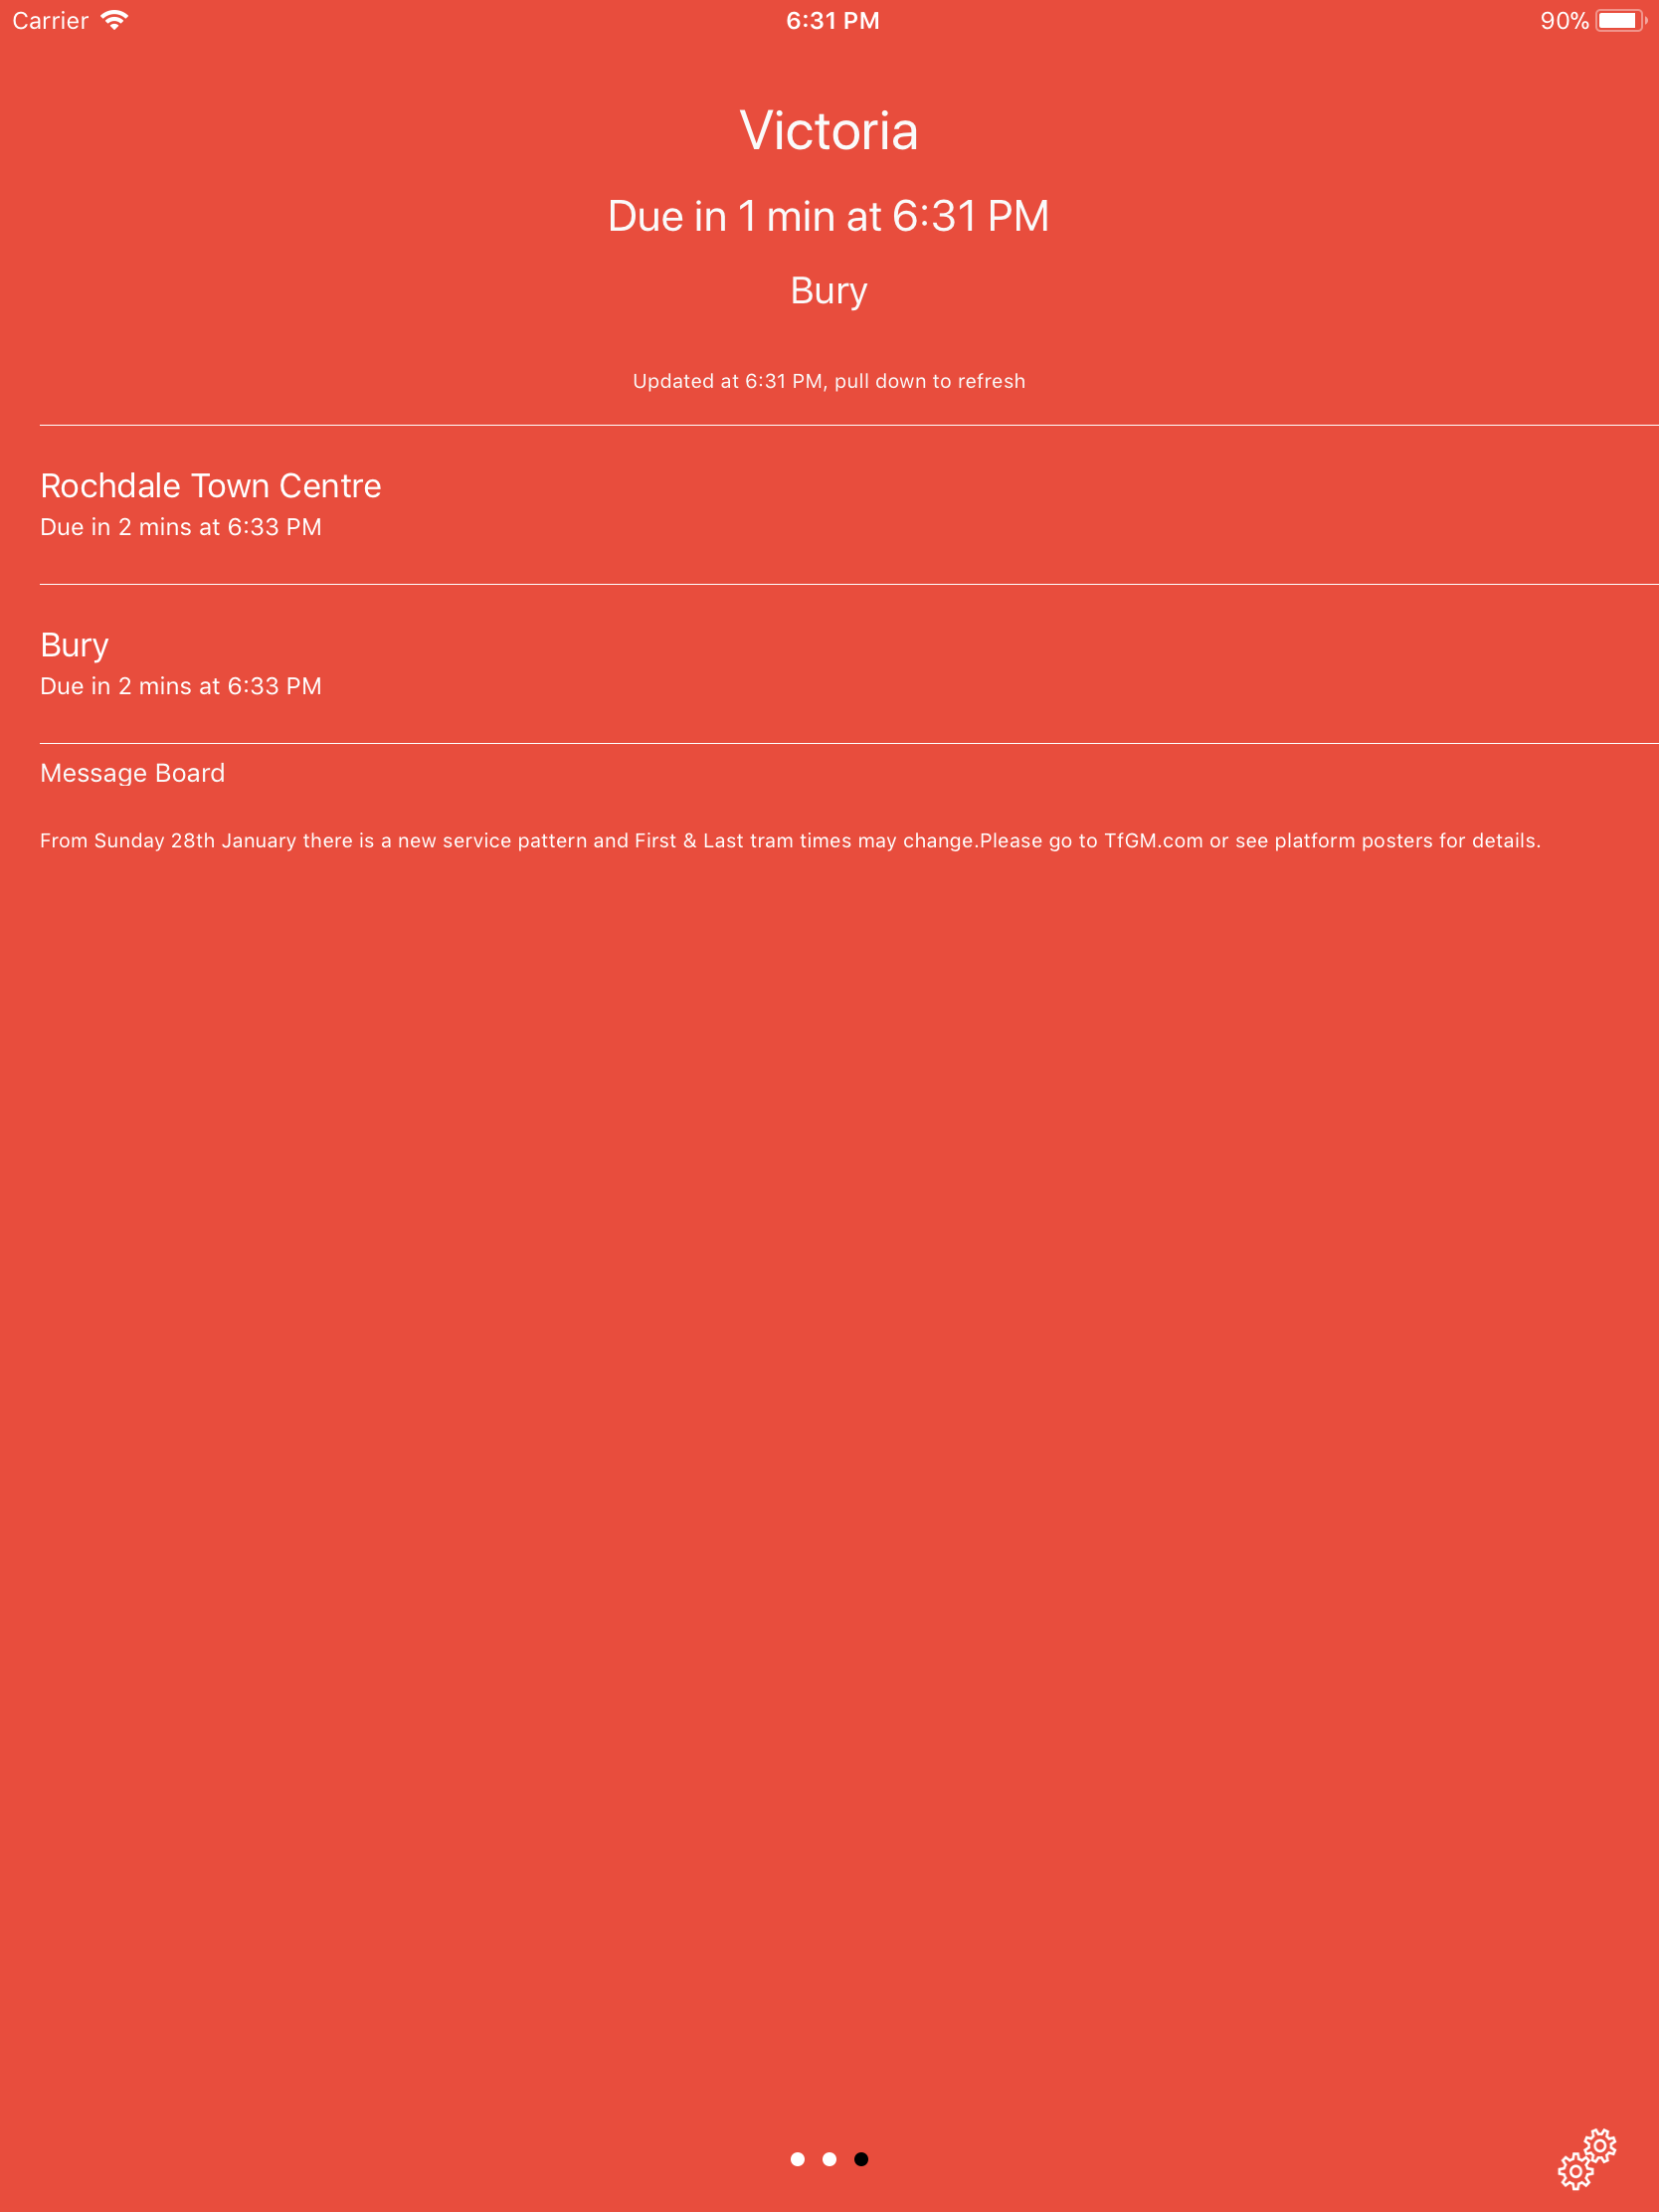 Carrier 6:31 PM 90%
Victoria
Due in 1 min at 6:31 PM
Bury
Updated at 6:31 PM, pull down to refresh
Rochdale Town Centre
Due in 2 mins at 6:33 PM
Bury
Due in 2 mins at 6:33 PM
Message Board
From Sunday 28th January there is a new service pattern and First & Last tram times may change.Please go to TfGM.com or see platform posters for details.